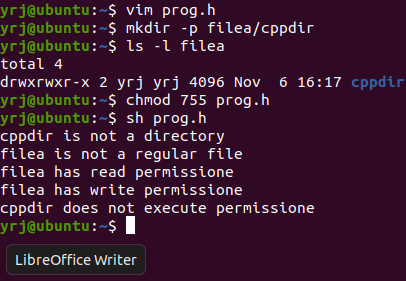 yrj@ubuntu:~$ vim prog.h
yrj@ubuntu:~$ mkdir -p filea/cppdir
yrj@ubuntu:~$ ls -l filea
total 4
drwxrwxr-x 2 yrj yrj 4096 Nov  6 16:17 cppdir
yrj@ubuntu:~$ chmod 755 prog.h
yrj@ubuntu:~$ sh prog.h
cppdir is not a directory
filea is not a regular file
filea has read permissione
filea has write permissione
cppdir does not execute permissione
yrj@ubuntu:~$
LibreOffice Writer